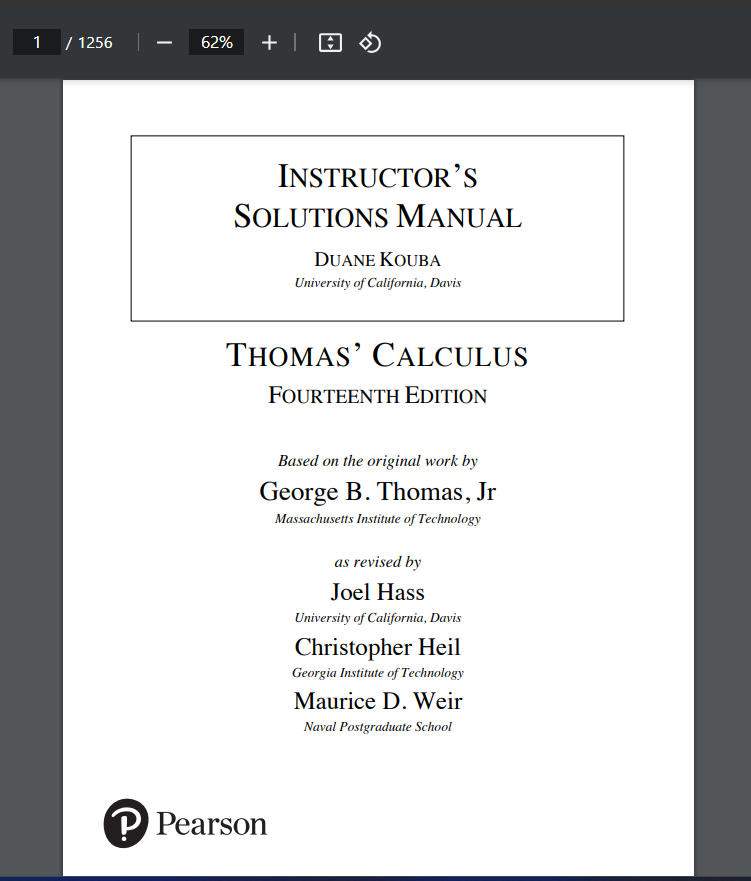 1 / 1256 — 62% +
INSTRUCTOR'S
SOLUTIONS MANUAL
DUANE KOUBA
University of California, Davis
THOMAS' CALCULUS
FOURTEENTH EDITION
Based on the original work by
George B. Thomas, Jr
Massachusetts Institute of Technology
as revised by
Joel Hass
University of California, Davis
Christopher Heil
Georgia Institute of Technology
Maurice D. Weir
Naval Postgraduate School
Pearson